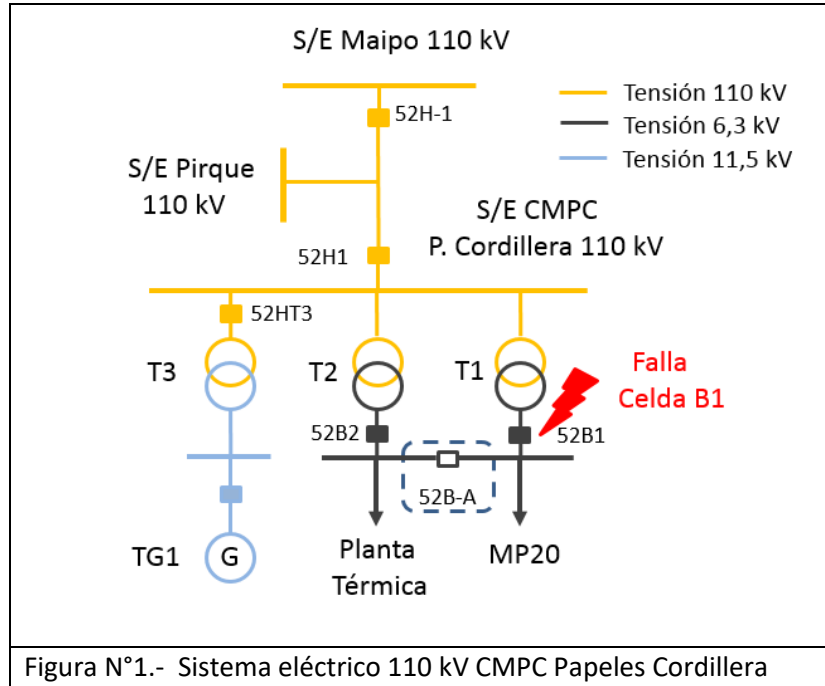 S/E Maipo 110 kV
52H-1
Tensión 110 kV
Tensión 6,3 kV
Tensión 11,5 kV
S/E Pirque
110 kV
S/E CMPC
P. Cordillera 110 kV
52H1
52HT3
T3
T2
T1
Falla
Celda B1
52B2
52B1
52B-A
TG1
G
Planta
Térmica
MP20
Figura N°1.- Sistema eléctrico 110 kV CMPC Papeles Cordillera